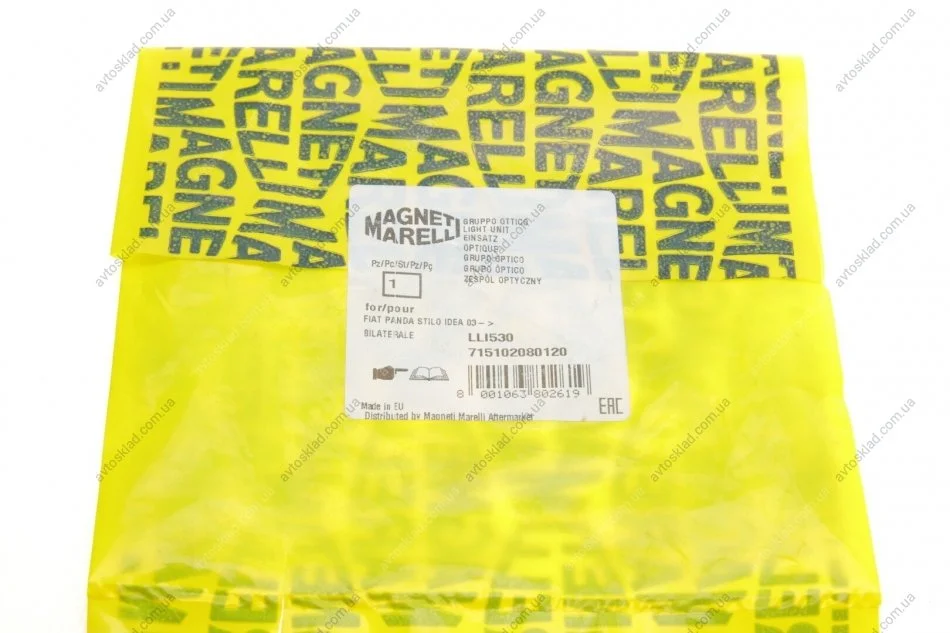 MAGNETI
MARELLI
GRUPPO OTTICO
LIGHT UNIT
EINSATZ
OPTIQUE
GRUPO OPTICO
GRUPO ÓPTICO
ZESPÓL OPTYCZNY
Pz/Pc/St/Pz/Pç
1
for/pour
FIAT PANDA STILO IDEA 03-->
BILATERALE
LLI530
715102080120
8 001063 802619
Made in EU
Distributed by Magneti Marelli Aftermarket
EAC
MAGNETI MARELLI
avtosklad.com.ua